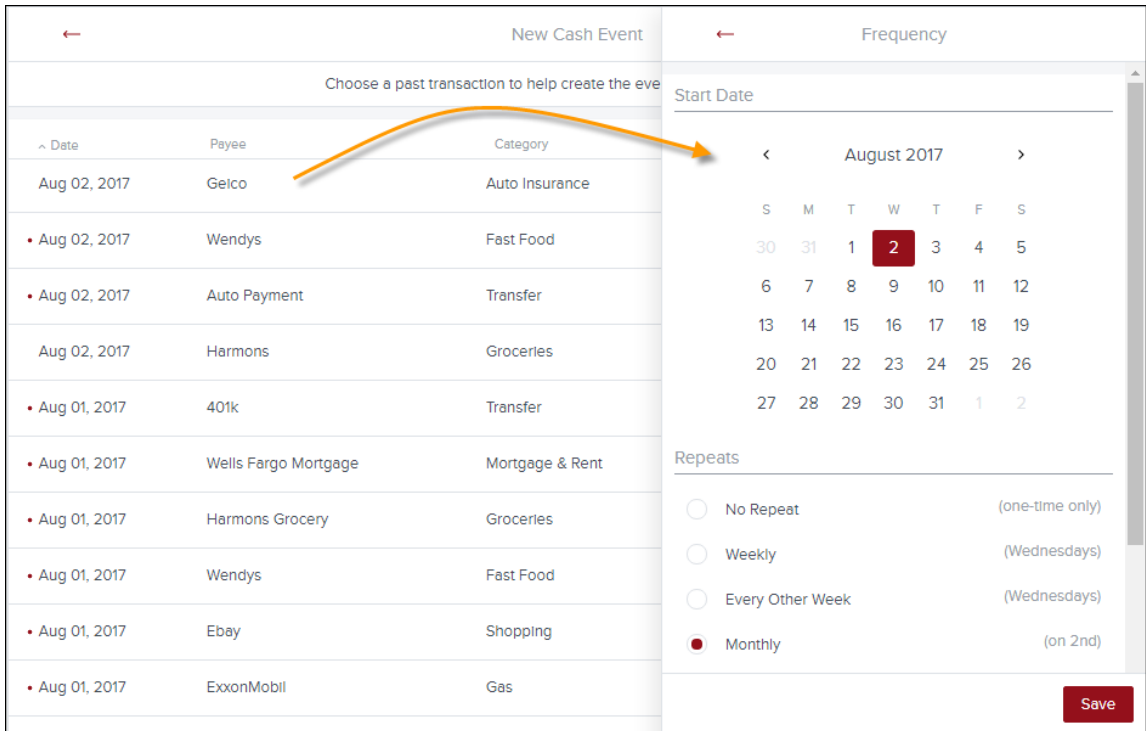 ← New Cash Event
Choose a past transaction to help create the eve
^ Date Payee Category
Aug 02, 2017 Geico Auto Insurance
• Aug 02, 2017 Wendys Fast Food
• Aug 02, 2017 Auto Payment Transfer
Aug 02, 2017 Harmons Groceries
• Aug 01, 2017 401k Transfer
• Aug 01, 2017 Wells Fargo Mortgage Mortgage & Rent
• Aug 01, 2017 Harmons Grocery Groceries
• Aug 01, 2017 Wendys Fast Food
• Aug 01, 2017 Ebay Shopping
• Aug 01, 2017 ExxonMobil Gas
← Frequency
Start Date
‹ August 2017 ›
S M T W T F S
30 31 1 2 3 4 5
6 7 8 9 10 11 12
13 14 15 16 17 18 19
20 21 22 23 24 25 26
27 28 29 30 31 1 2
Repeats
No Repeat (one-time only)
Weekly (Wednesdays)
Every Other Week (Wednesdays)
Monthly (on 2nd)
Save